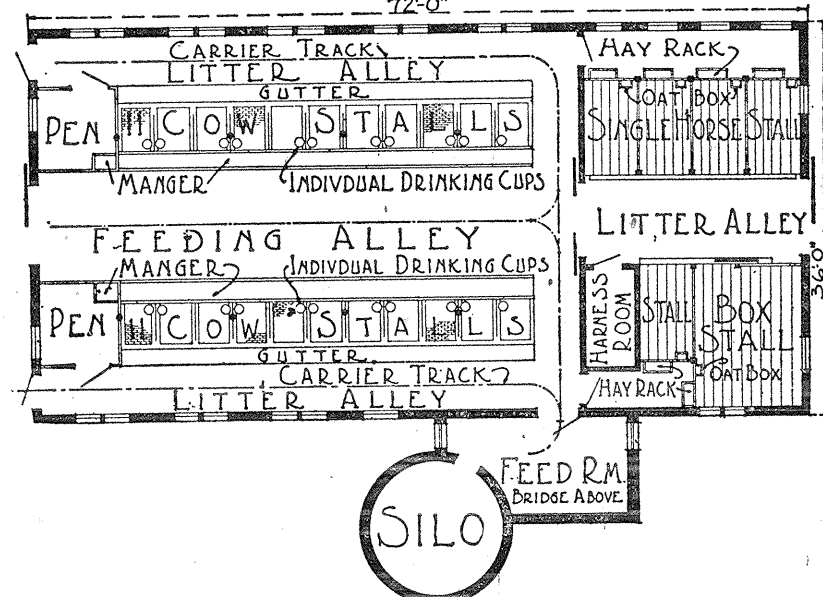 72'-0"
CARRIER TRACK
HAY RACK
LITTER ALLEY
GUTTER
OAT BOX
PEN
11 COW STALLS
SINGLE HORSE STALL
MANGER
INDIVDUAL DRINKING CUPS
FEEDING ALLEY
LITTER ALLEY
36'-0"
MANGER
INDIVDUAL DRINKING CUPS
PEN
11 COW STALLS
HARNESS ROOM
STALL
BOX STALL
GUTTER
OAT BOX
CARRIER TRACK
HAY RACK
LITTER ALLEY
FEED RM.
BRIDGE ABOVE
SILO